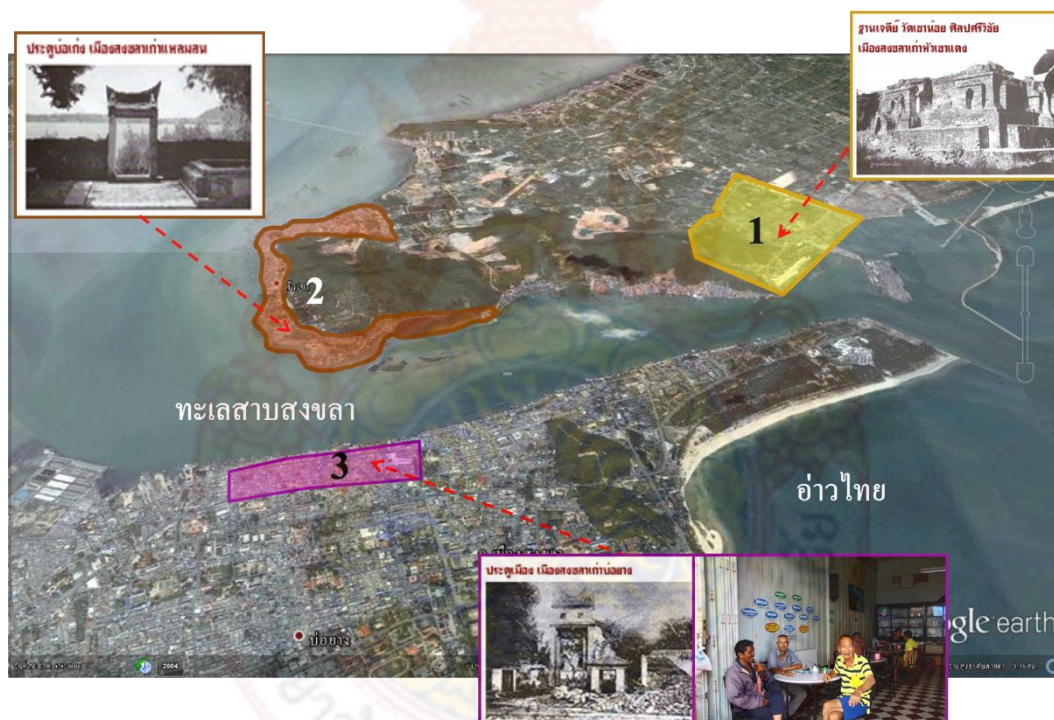 ประตูบ่อเก๋ง เมืองสงขลาเก่าแหลมสน
ฐานเจดีย์ วัดเขาน้อย ศิลปศรีวิชัย
เมืองสงขลาเก่าหัวเขาแดง
1
2
ทะเลสาบสงขลา
3
อ่าวไทย
ประตูเมือง เมืองสงขลาเก่าบ่อยาง
บ่อยาง
gle earth
2004